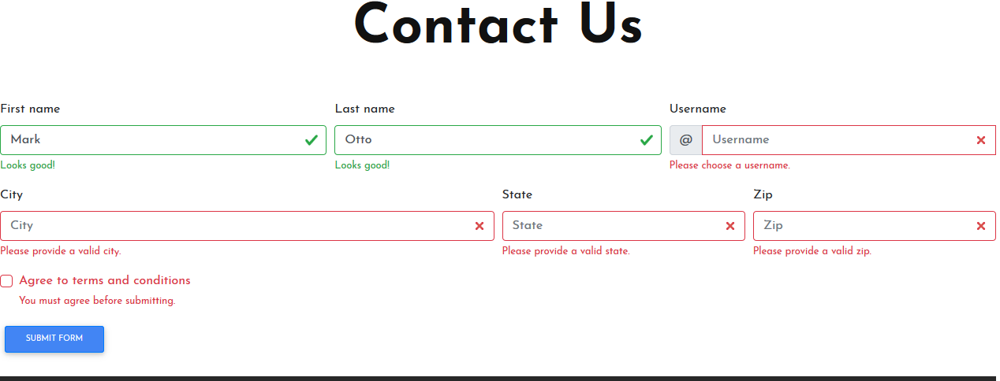 Contact Us
First name Last name Username
Mark Otto @ Username
Looks good! Looks good! Please choose a username.
City State Zip
City State Zip
Please provide a valid city. Please provide a valid state. Please provide a valid zip.
Agree to terms and conditions
You must agree before submitting.
SUBMIT FORM